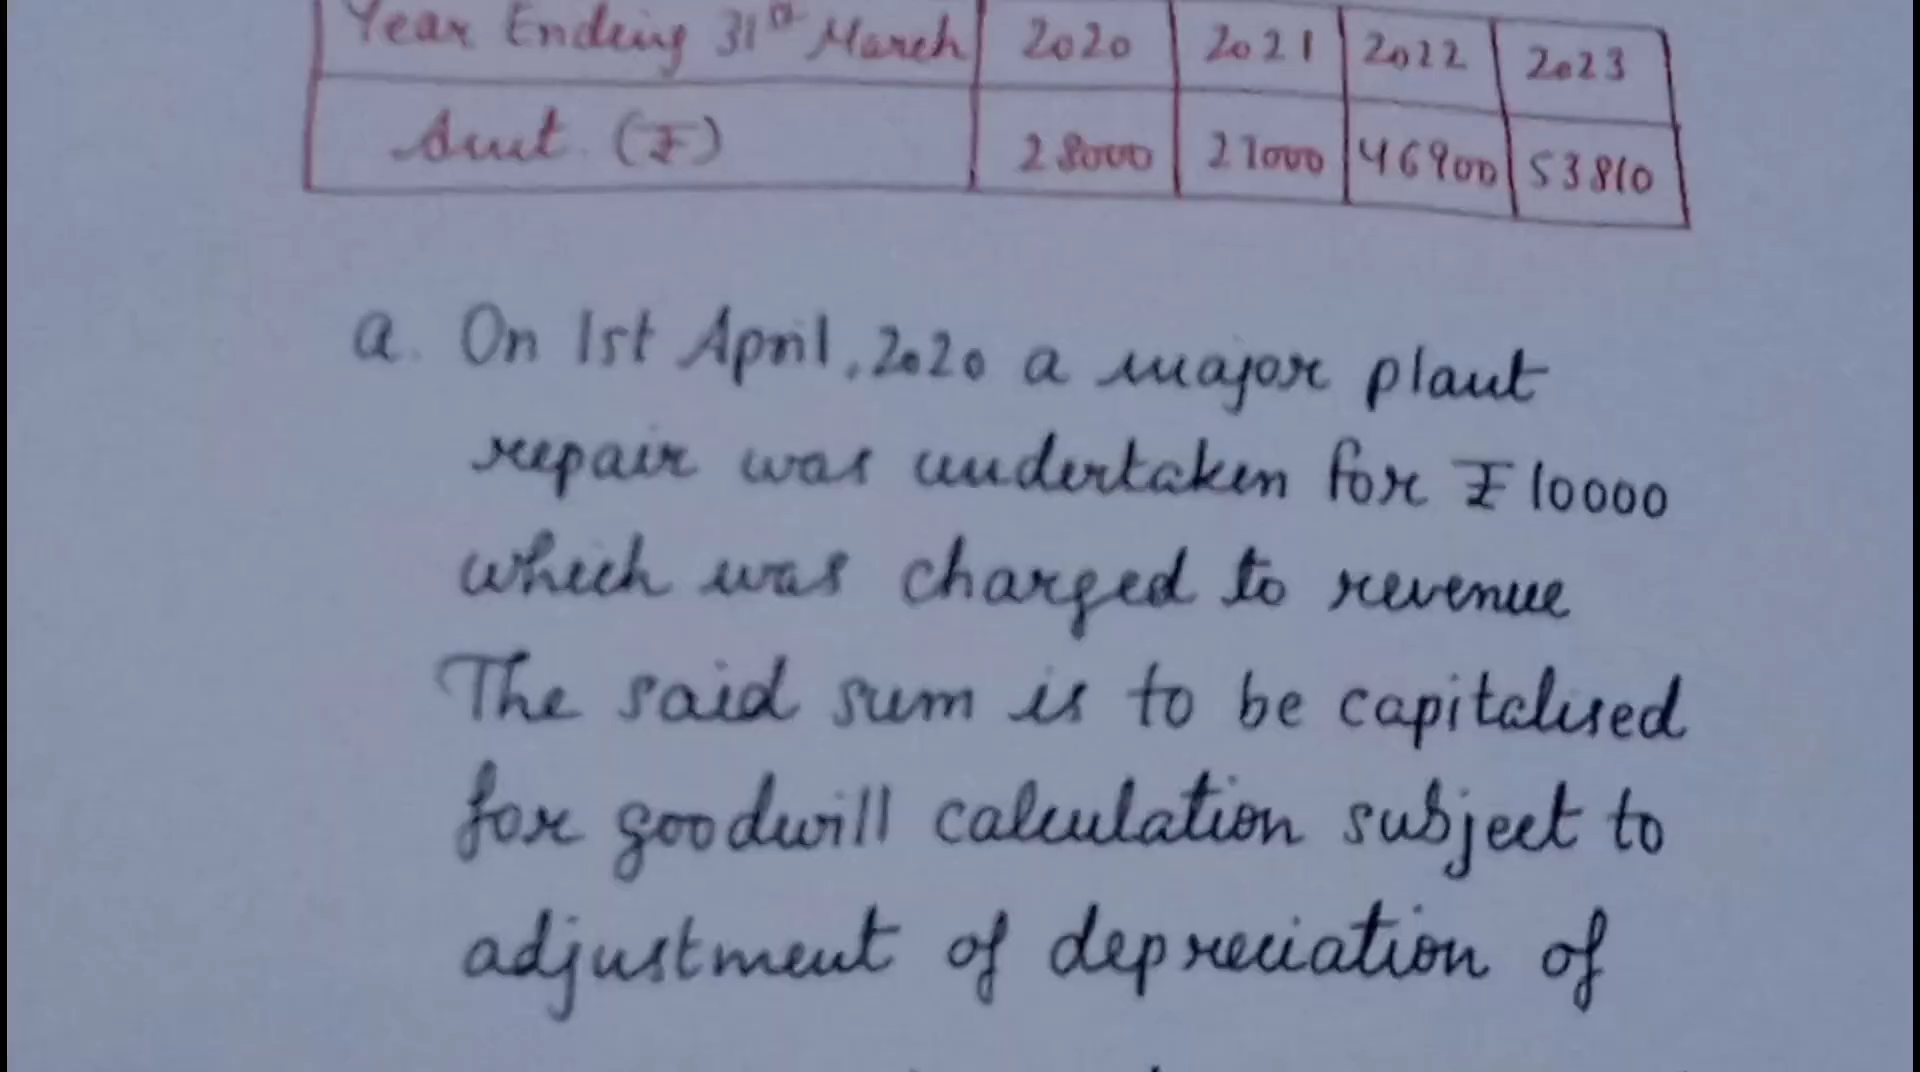 Year Ending 31st March 2020 2021 2022 2023
Amt. (₹) 28000 27000 46900 53810
a. On 1st April, 2020 a major plant
repair was undertaken for ₹ 10000
which was charged to revenue
The said sum is to be capitalised
for goodwill calculation subject to
adjustment of depreciation of